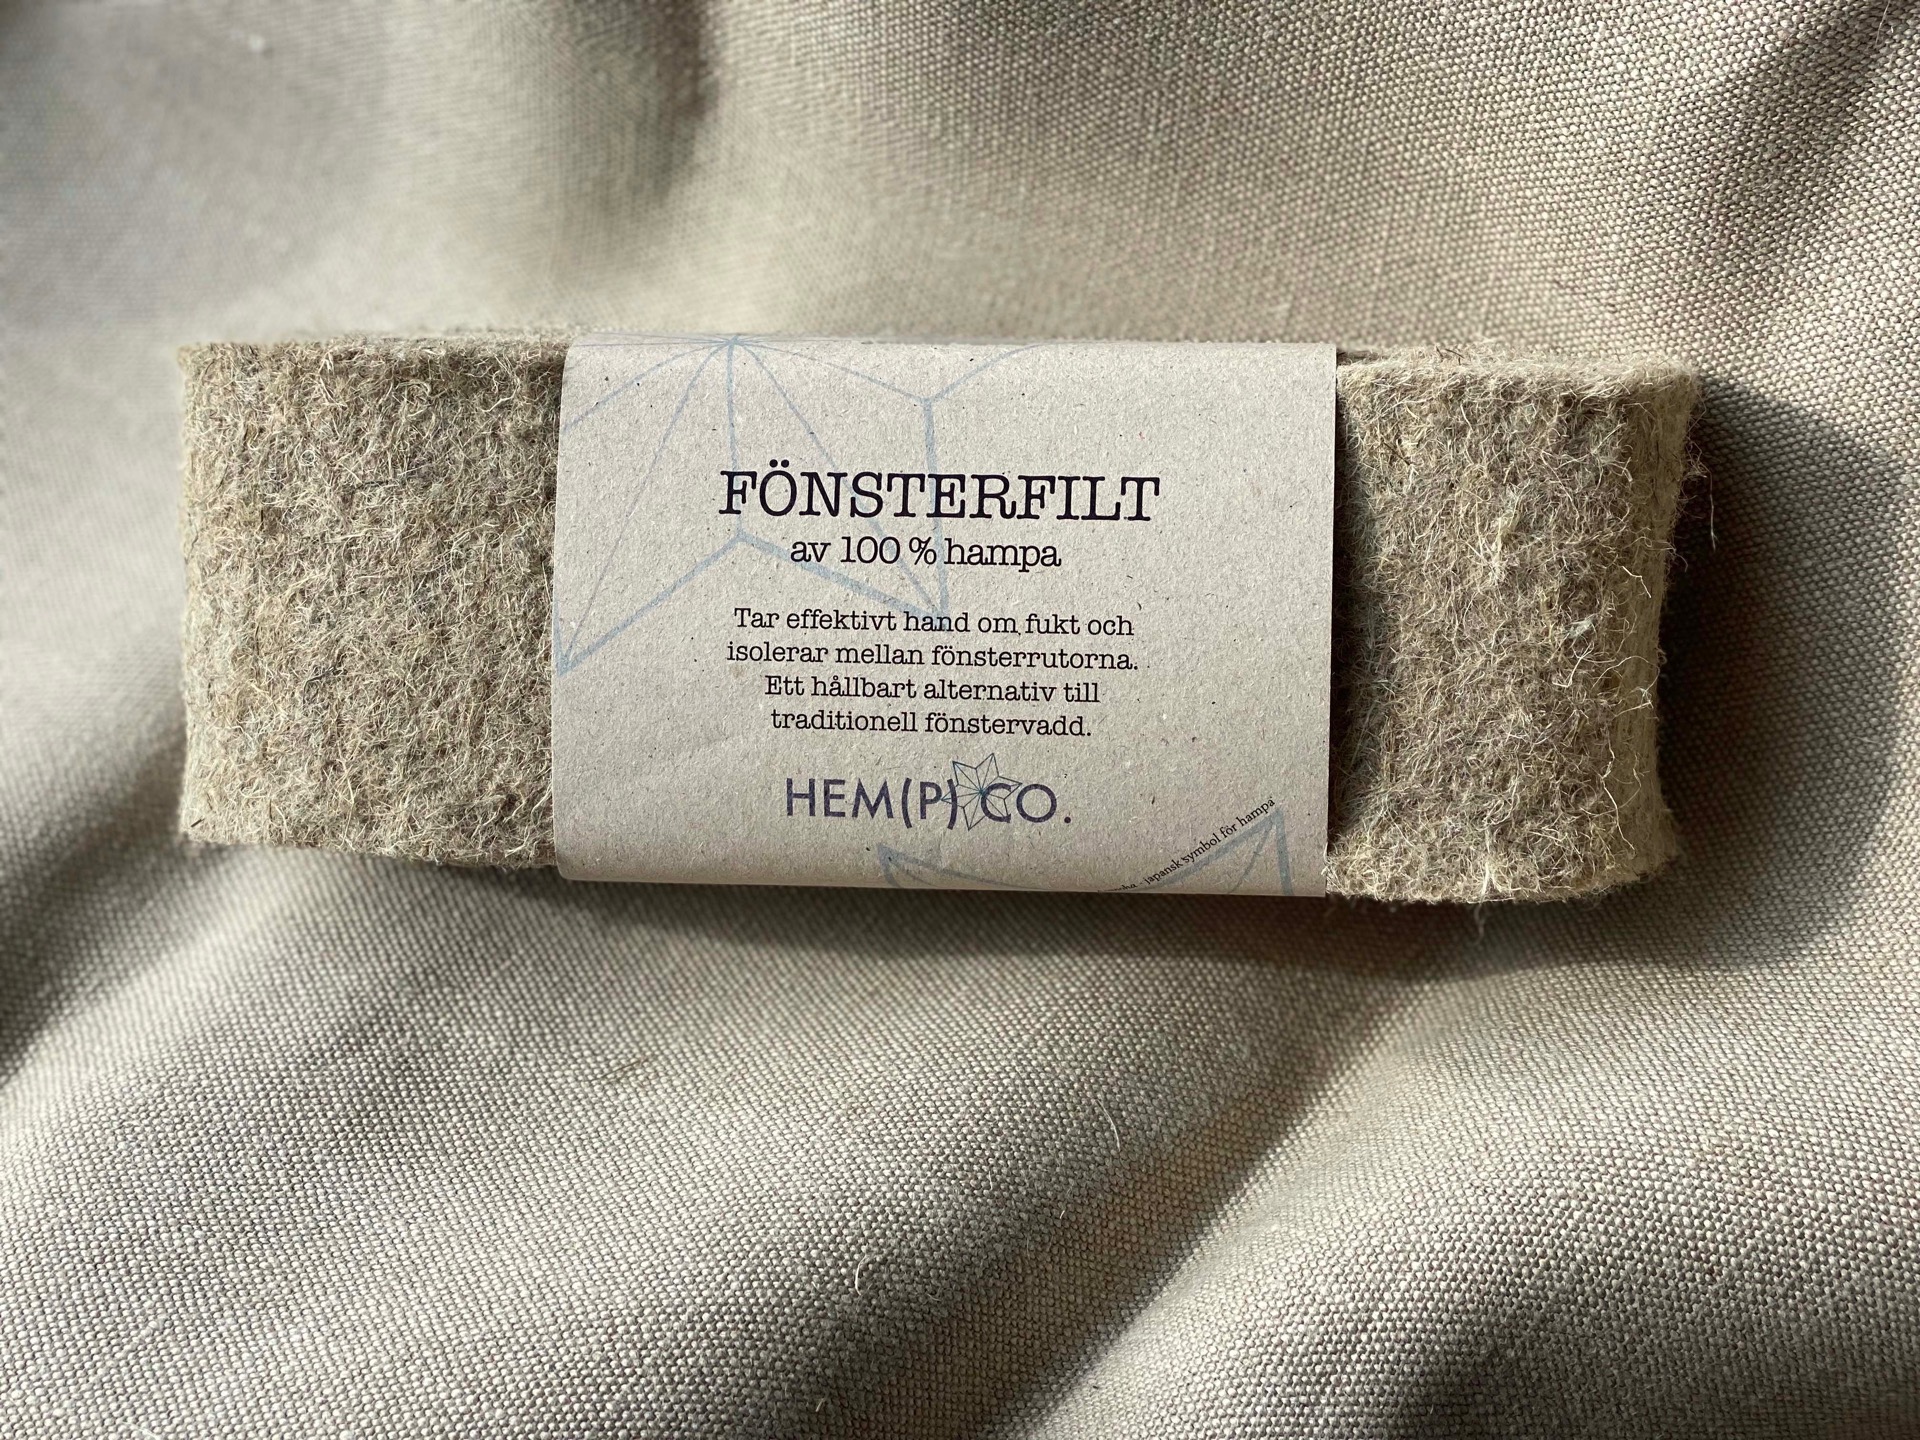 FÖNSTERFILT
av 100 % hampa
Tar effektivt hand om fukt och
isolerar mellan fönsterrutorna.
Ett hållbart alternativ till
traditionell fönstervadd.
HEM(P) CO.
- japansk symbol för hampa